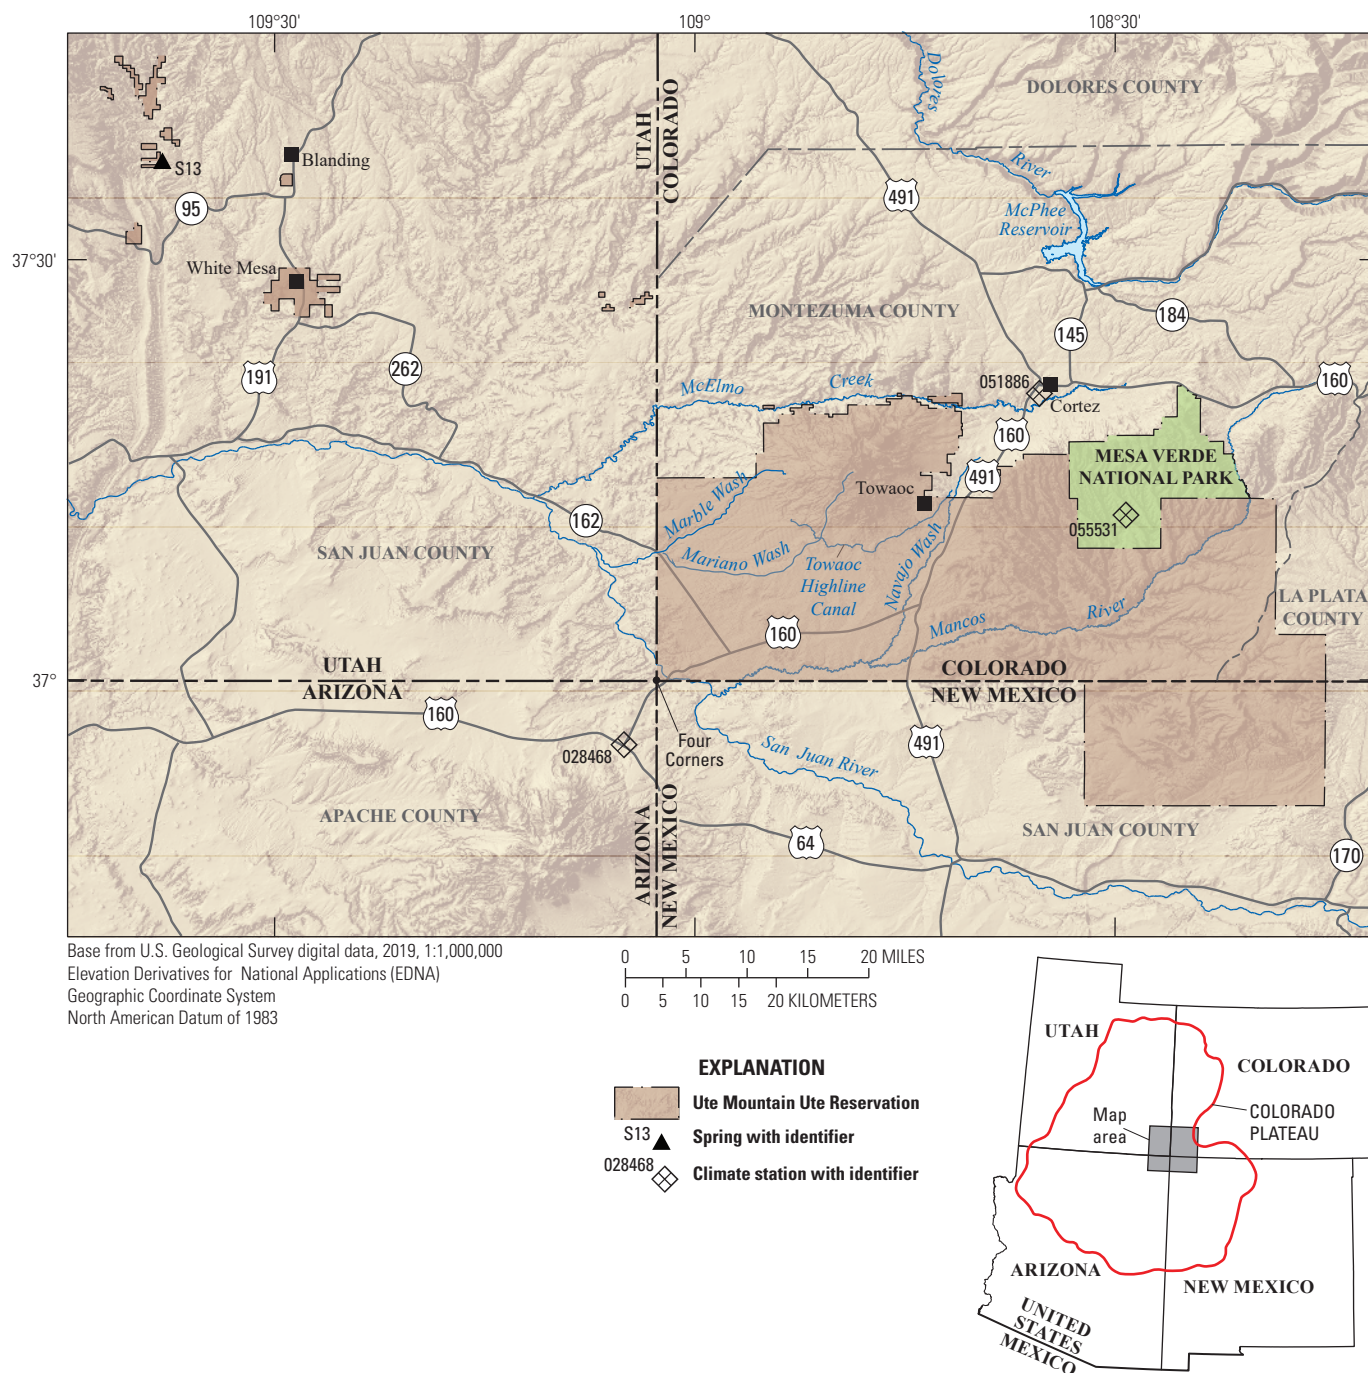 109°30'
109°
108°30'
Dolores
DOLORES COUNTY
UTAH
COLORADO
S13
Blanding
River
95
491
McPhee
Reservoir
37°30'
White Mesa
MONTEZUMA COUNTY
184
145
191
262
McElmo
Creek
051886
160
Cortez
160
MESA VERDE
NATIONAL PARK
491
Towaoc
Marble Wash
162
055531
SAN JUAN COUNTY
Mariano Wash
Towaoc
Highline
Canal
Navajo Wash
LA PLATA
COUNTY
Mancos
River
160
UTAH
COLORADO
37°
ARIZONA
NEW MEXICO
160
028468
Four
Corners
San Juan River
491
APACHE COUNTY
ARIZONA
NEW MEXICO
SAN JUAN COUNTY
64
170
Base from U.S. Geological Survey digital data, 2019, 1:1,000,000
Elevation Derivatives for National Applications (EDNA)
Geographic Coordinate System
North American Datum of 1983
0 5 10 15 20 MILES
0 5 10 15 20 KILOMETERS
EXPLANATION
Ute Mountain Ute Reservation
S13 Spring with identifier
028468 Climate station with identifier
UTAH
COLORADO
Map
area
COLORADO
PLATEAU
ARIZONA
NEW MEXICO
UNITED
STATES
MEXICO